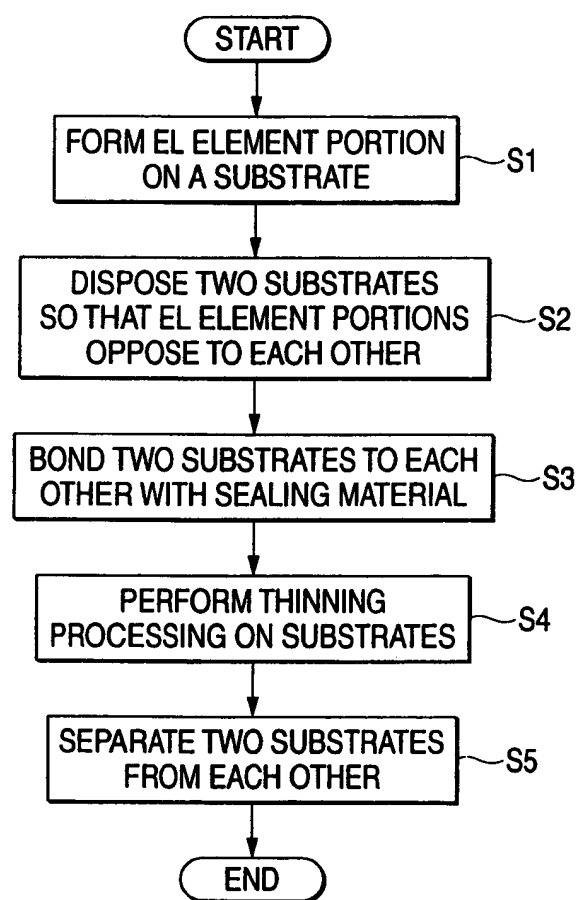 START
FORM EL ELEMENT PORTION
ON A SUBSTRATE
S1
DISPOSE TWO SUBSTRATES
SO THAT EL ELEMENT PORTIONS
OPPOSE TO EACH OTHER
S2
BOND TWO SUBSTRATES TO EACH
OTHER WITH SEALING MATERIAL
S3
PERFORM THINNING
PROCESSING ON SUBSTRATES
S4
SEPARATE TWO SUBSTRATES
FROM EACH OTHER
S5
END